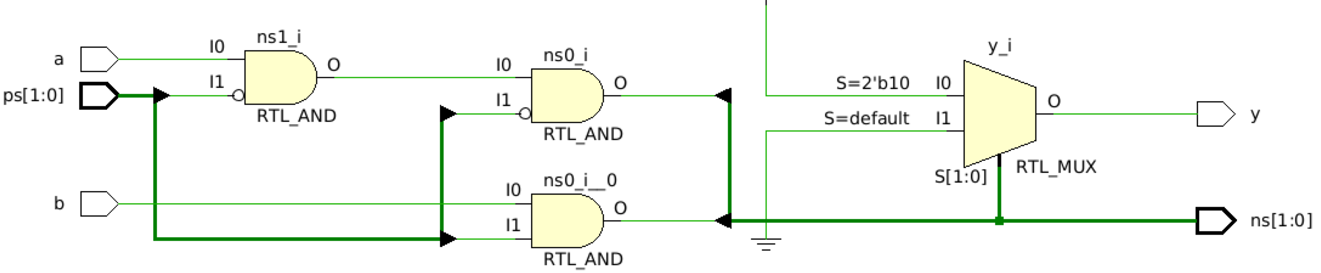 ns1_i
a
I0
O
I1
ps[1:0]
RTL_AND
ns0_i
I0
O
I1
RTL_AND
b
ns0_i__0
I0
O
I1
RTL_AND
y_i
S=2'b10
I0
S=default
I1
O
y
S[1:0]
RTL_MUX
ns[1:0]